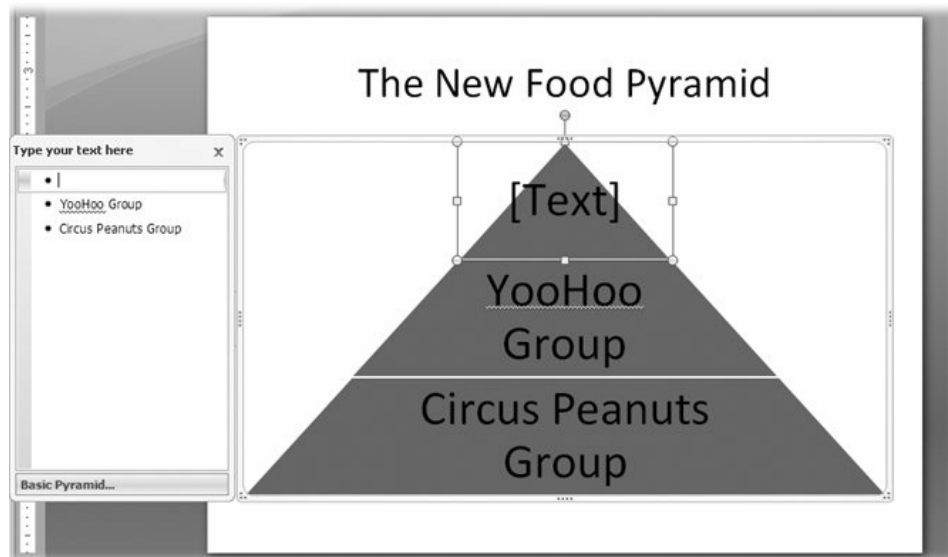 The New Food Pyramid
Type your text here x
YooHoo Group
Circus Peanuts Group
Basic Pyramid...
[Text]
YooHoo
Group
Circus Peanuts
Group
3